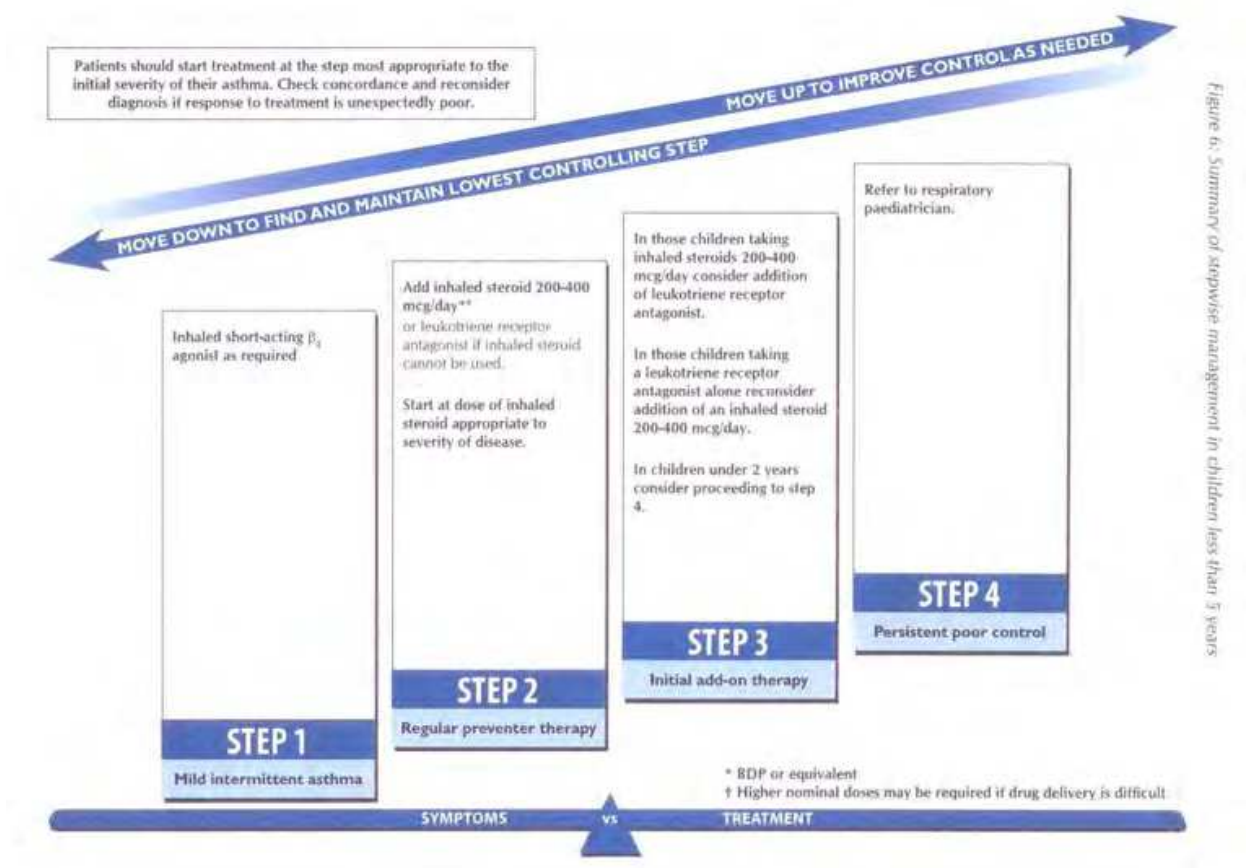 Patients should start treatment at the step most appropriate to the
initial severity of their asthma. Check concordance and reconsider
diagnosis if response to treatment is unexpectedly poor.
MOVE UP TO IMPROVE CONTROL AS NEEDED
MOVE DOWN TO FIND AND MAINTAIN LOWEST CONTROLLING STEP
Inhaled short-acting β₂
agonist as required
STEP 1
Mild intermittent asthma
Add inhaled steroid 200-400
mcg/day*†
or leukotriene receptor
antagonist if inhaled steroid
cannot be used.
Start at dose of inhaled
steroid appropriate to
severity of disease.
STEP 2
Regular preventer therapy
In those children taking
inhaled steroids 200-400
mcg/day consider addition
of leukotriene receptor
antagonist.
In those children taking
a leukotriene receptor
antagonist alone reconsider
addition of an inhaled steroid
200-400 mcg/day.
In children under 2 years
consider proceeding to step
4.
STEP 3
Initial add-on therapy
Refer to respiratory
paediatrician.
STEP 4
Persistent poor control
* BDP or equivalent
† Higher nominal doses may be required if drug delivery is difficult
SYMPTOMS vs TREATMENT
Figure 6: Summary of stepwise management in children less than 5 years